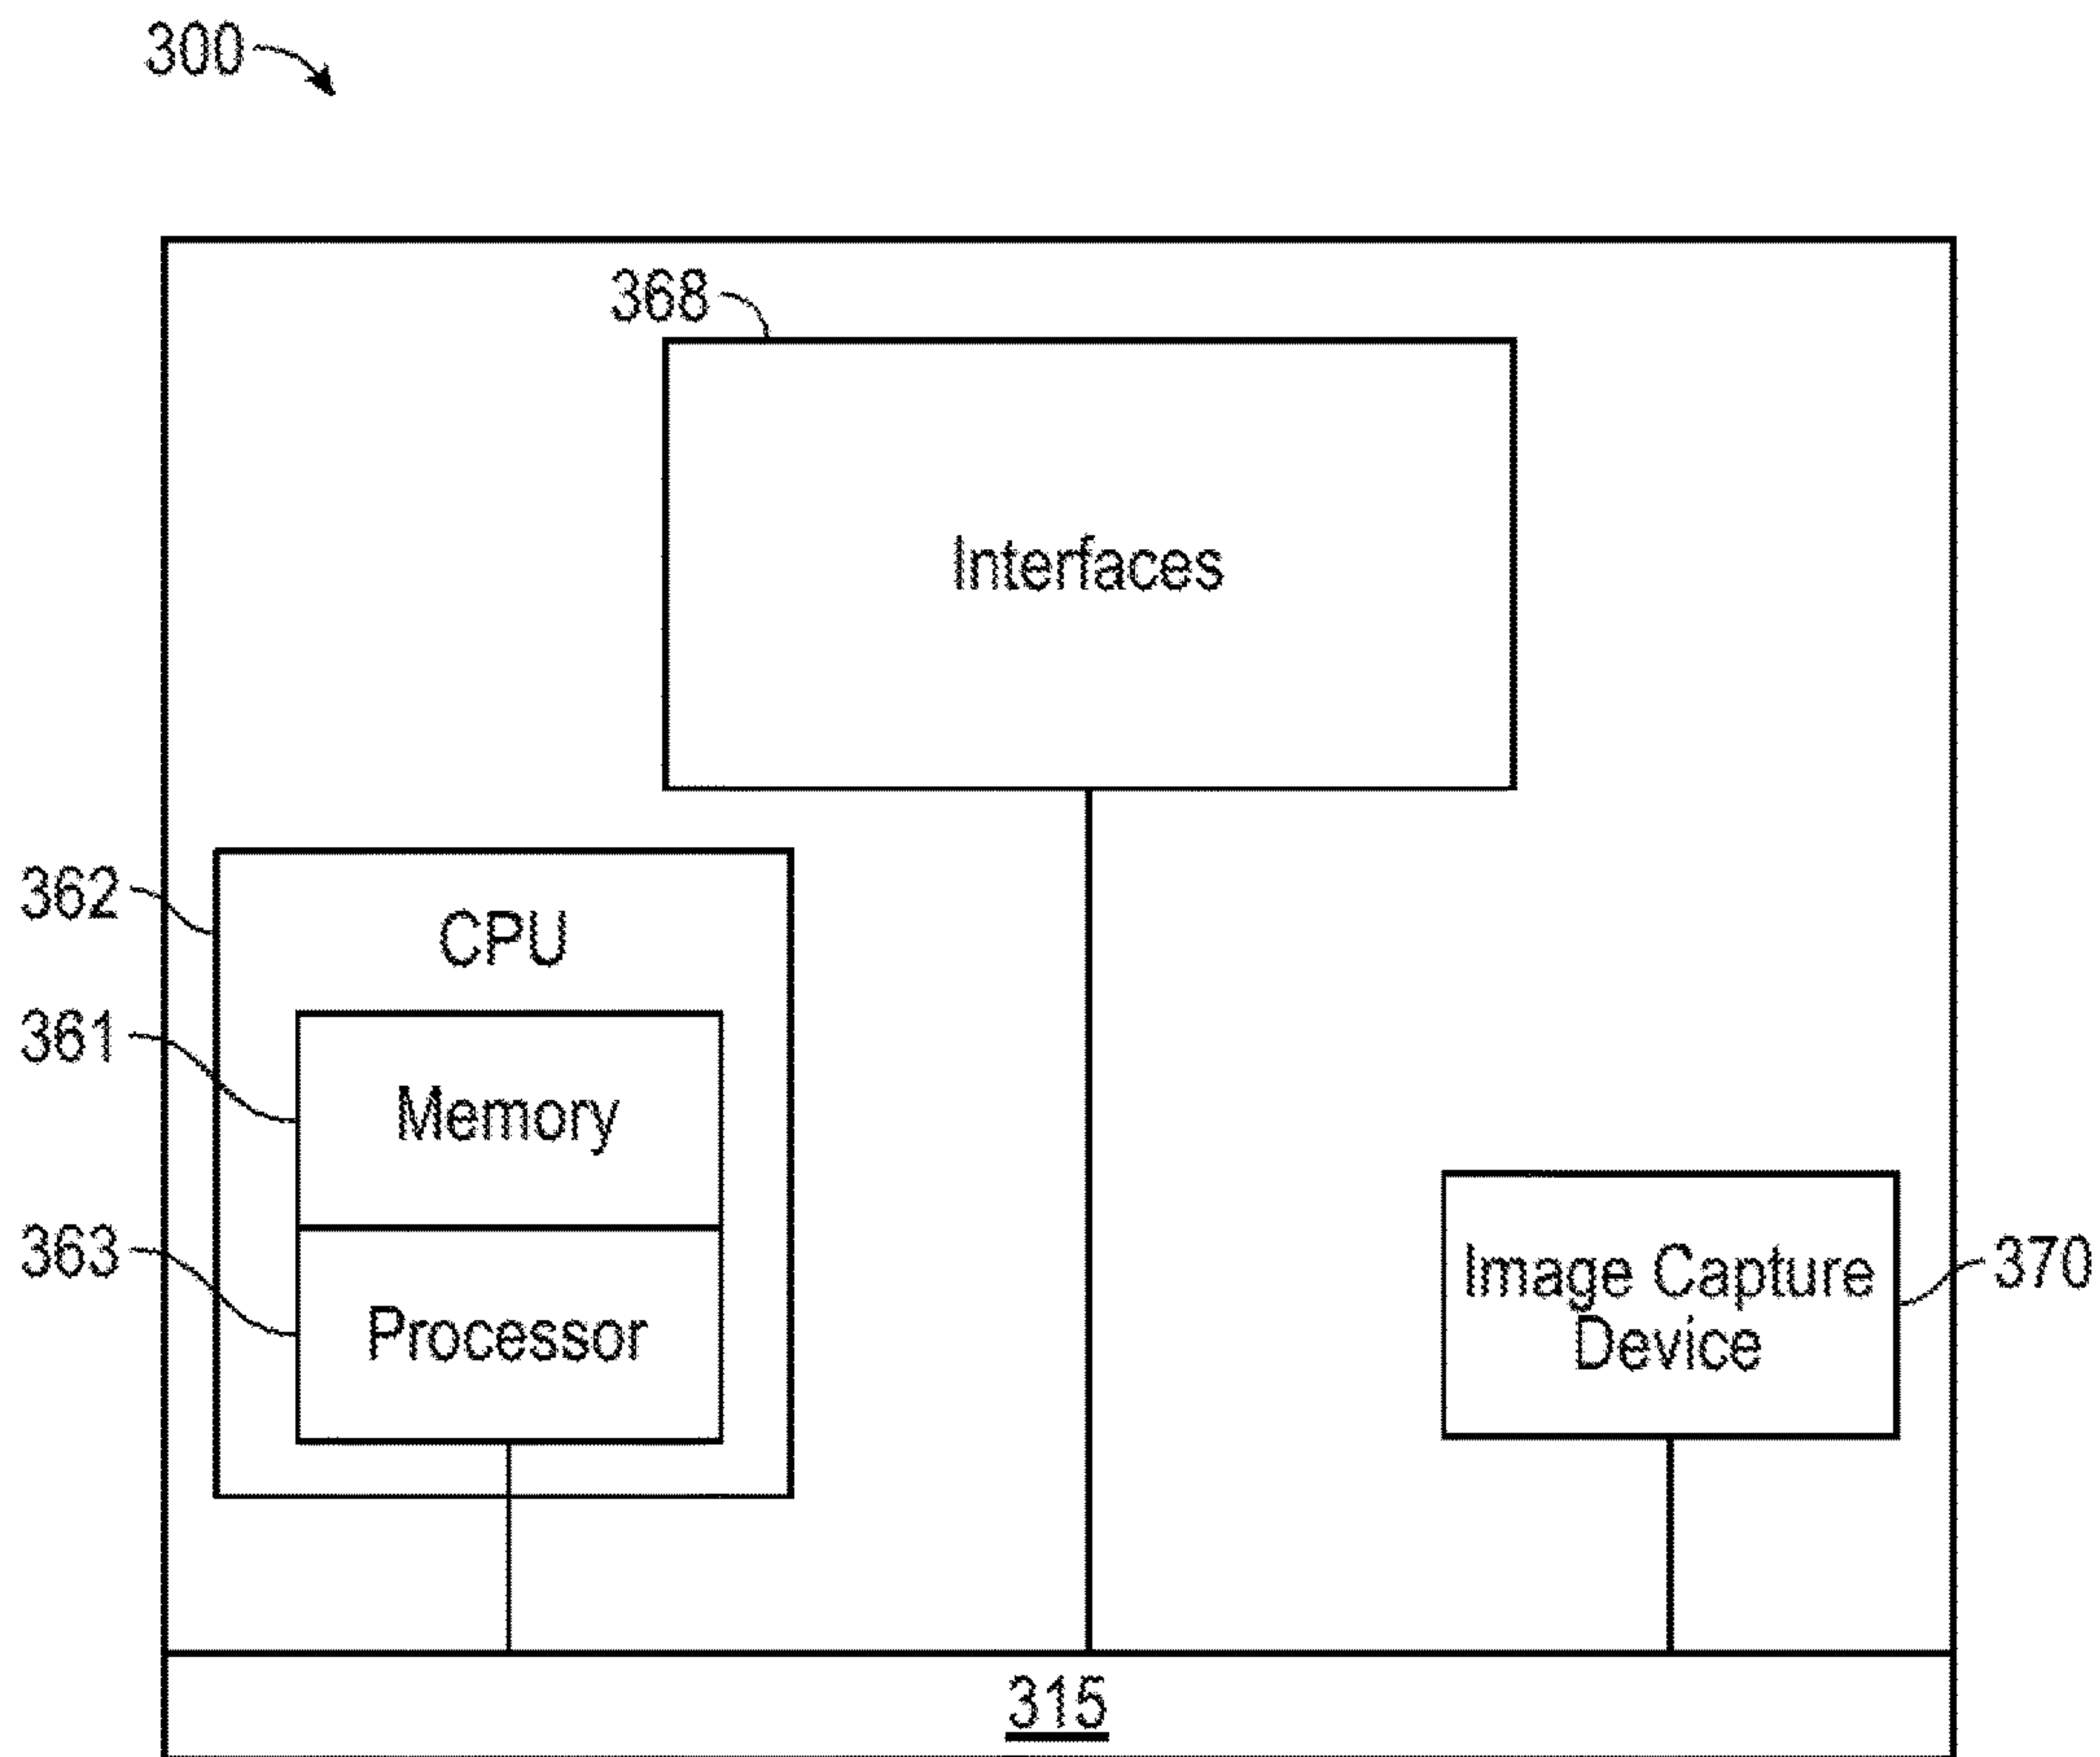 300
368
Interfaces
362
CPU
361
Memory
363
Processor
Image Capture
Device
370
315